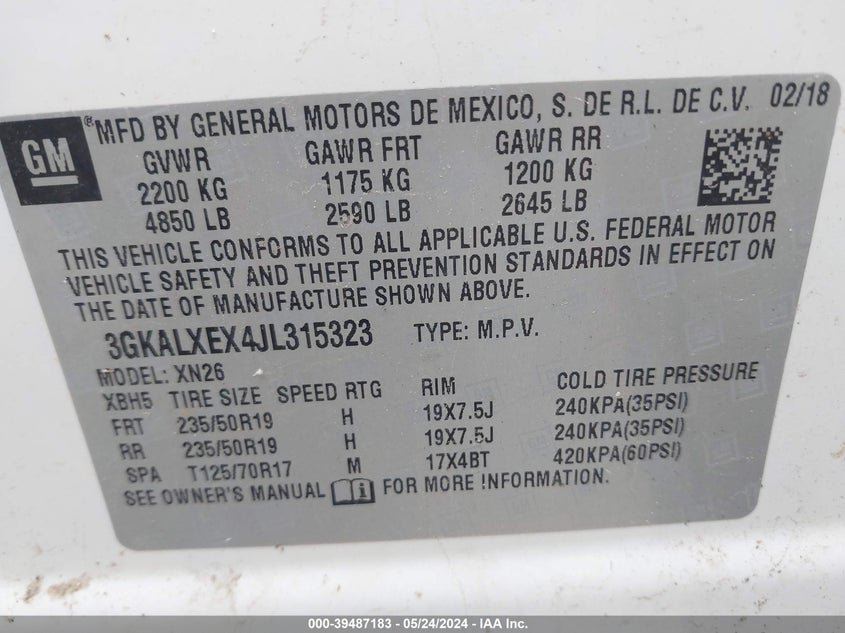 GM
®MFD BY GENERAL MOTORS DE MEXICO, S. DE R.L. DE C.V. 02/18
GVWR GAWR FRT GAWR RR
2200 KG 1175 KG 1200 KG
4850 LB 2590 LB 2645 LB
THIS VEHICLE CONFORMS TO ALL APPLICABLE U.S. FEDERAL MOTOR
VEHICLE SAFETY AND THEFT PREVENTION STANDARDS IN EFFECT ON
THE DATE OF MANUFACTURE SHOWN ABOVE.
3GKALXEX4JL315323 TYPE: M.P.V.
MODEL: XN26
XBH5 TIRE SIZE SPEED RTG RIM COLD TIRE PRESSURE
FRT 235/50R19 H 19X7.5J 240KPA(35PSI)
RR 235/50R19 H 19X7.5J 240KPA(35PSI)
SPA T125/70R17 M 17X4BT 420KPA(60PSI)
SEE OWNER'S MANUAL FOR MORE INFORMATION.
000-39487183 - 05/24/2024 - IAA Inc.